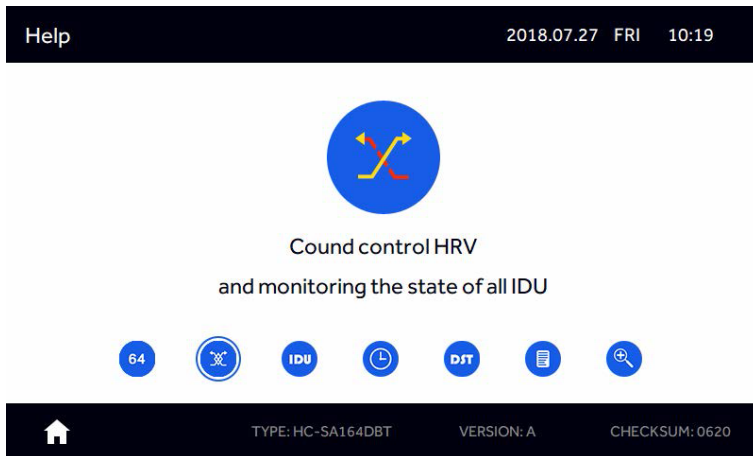 Help 2018.07.27 FRI 10:19
Cound control HRV
and monitoring the state of all IDU
64 IDU DST
TYPE: HC-SA164DBT VERSION: A CHECKSUM: 0620